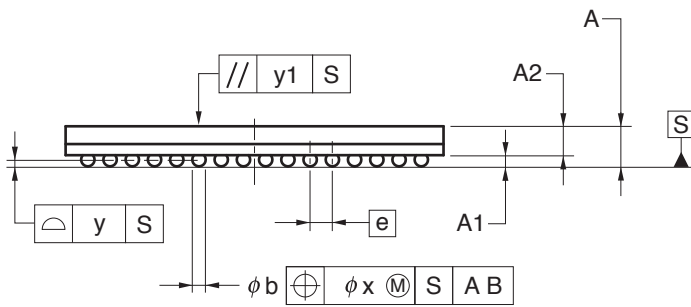 A
// y1 S
A2
S
⌓ y S
e
A1
φb ⌖ φx Ⓜ S A B